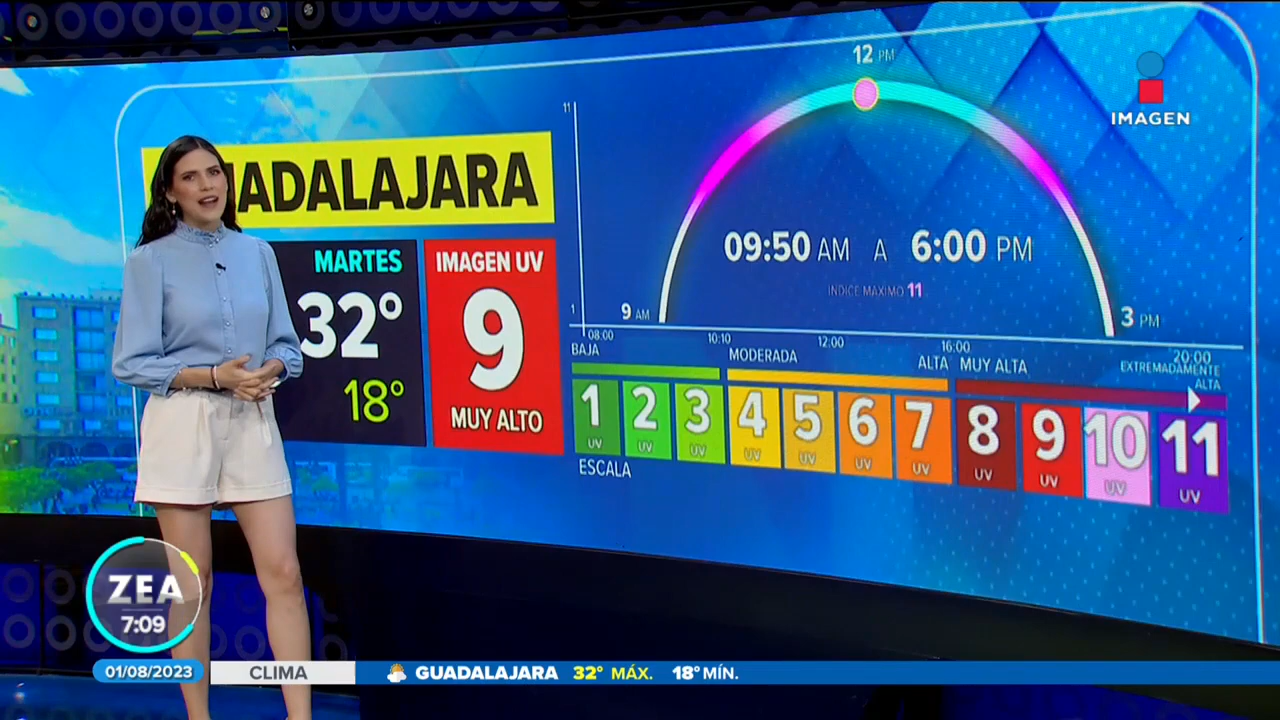 12 PM
IMAGEN
11
UADALAJARA
09:50 AM A 6:00 PM
MARTES
IMAGEN UV
32°
9
INDICE MAXIMO 11
1
9 AM
3 PM
08:00
10:10
12:00
16:00
20:00
BAJA
MODERADA
ALTA
MUY ALTA
EXTREMADAMENTE
ALTA
18°
MUY ALTO
1 2 3 4 5 6 7 8 9 10 11
UV UV UV UV UV UV UV UV UV UV UV
ESCALA
ZEA
7:09
01/08/2023
CLIMA
GUADALAJARA 32° MÁX. 18° MÍN.